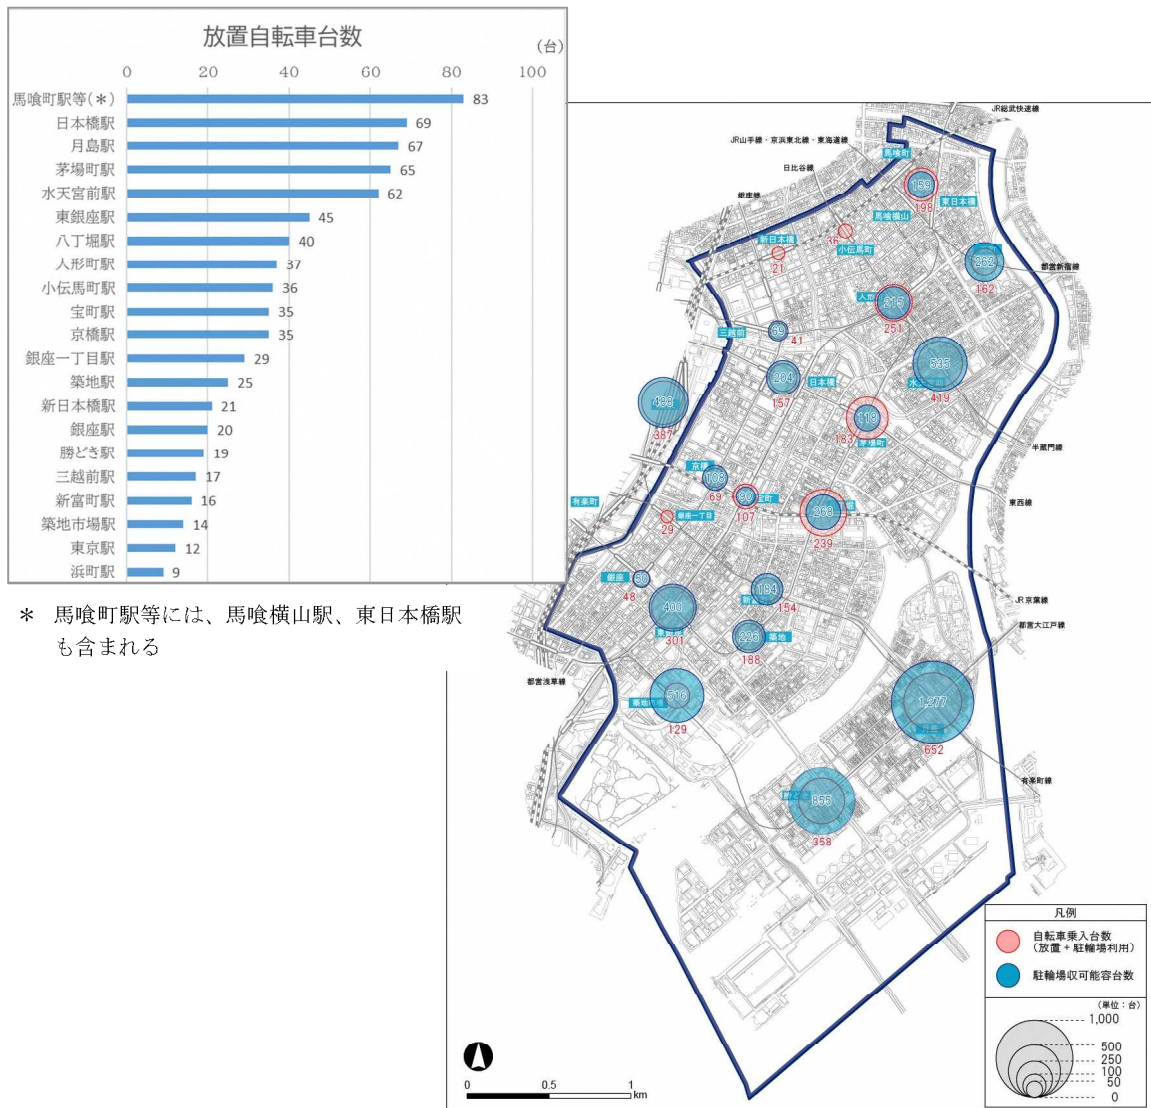 放置自転車台数
(台)
0 20 40 60 80 100
馬喰町駅等(*) 83
日本橋駅 69
月島駅 67
茅場町駅 65
水天宮前駅 62
東銀座駅 45
八丁堀駅 40
人形町駅 37
小伝馬町駅 36
宝町駅 35
京橋駅 35
銀座一丁目駅 29
築地駅 25
新日本橋駅 21
銀座駅 20
勝どき駅 19
三越前駅 17
新富町駅 16
築地市場駅 14
東京駅 12
浜町駅 9
* 馬喰町駅等には、馬喰横山駅、東日本橋駅
も含まれる
JR総武快速線
JR山手線・京浜東北線・東海道線
日比谷線
銀座線
馬喰町
159
198
東日本橋
馬喰横山
36
小伝馬町
新日本橋
21
262
162
都営新宿線
人形
215
251
三越前
69
41
535
419
204
日本橋
157
387
118
183
茅場町
半蔵門線
京橋
108
69
90
宝町
107
有楽町
銀座一丁目
29
268
239
東西線
銀座
50
48
184
154
JR京葉線
301
226
築地
188
都営大江戸線
都営浅草線
516
築地市場
129
1,277
652
有楽町線
855
358
凡例
自転車乗入台数
(放置+駐輪場利用)
駐輪場収可能容台数
(単位:台)
1,000
500
250
100
50
0
0 0.5 1
km